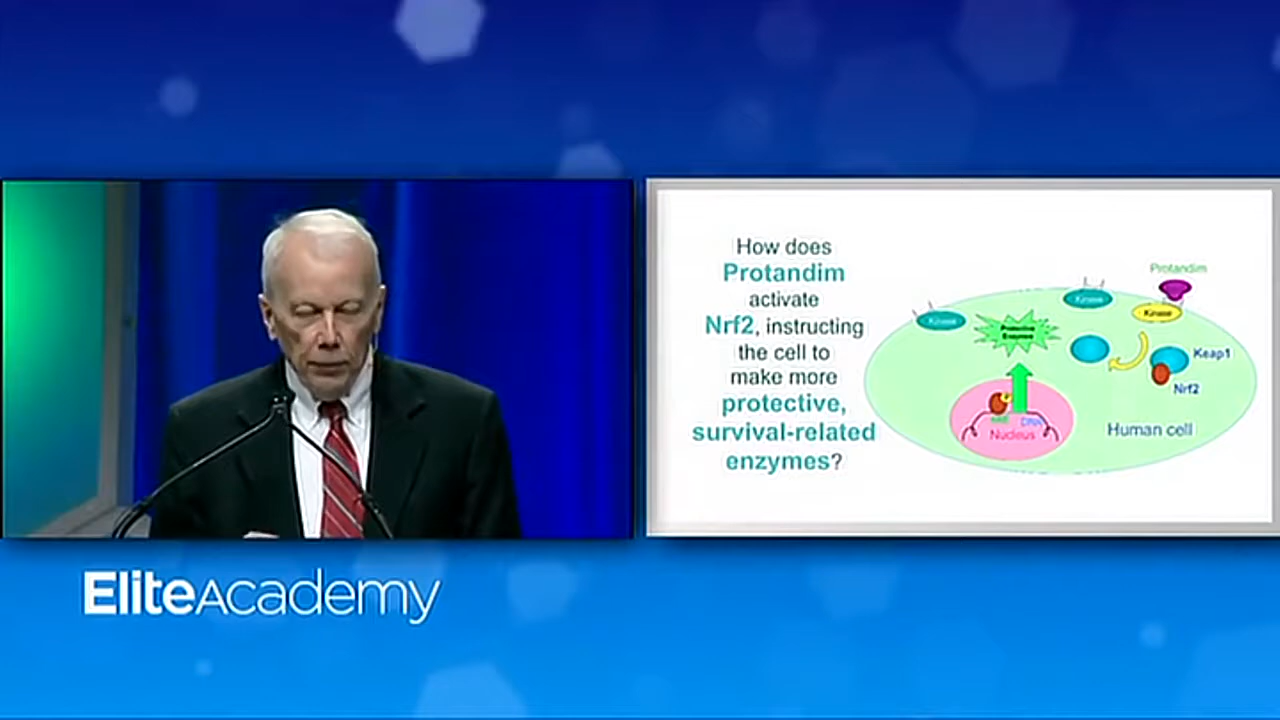 How does
Protandim
activate
Nrf2, instructing
the cell to
make more
protective,
survival-related
enzymes?
Protandim
Kinase
Kinase
Kinase
Protective
Enzymes
Keap1
Nrf2
ARE
DNA
Nucleus
Human cell
EliteAcademy